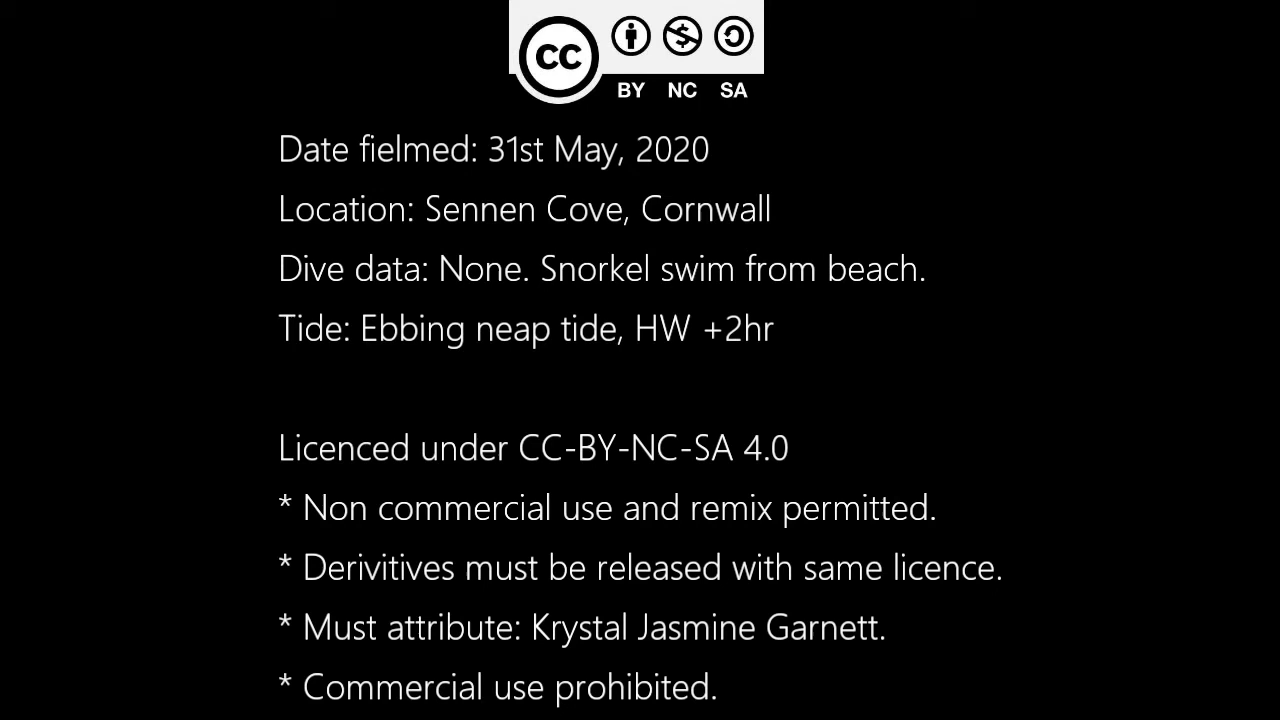 cc
BY NC SA
Date fielmed: 31st May, 2020
Location: Sennen Cove, Cornwall
Dive data: None. Snorkel swim from beach.
Tide: Ebbing neap tide, HW +2hr
Licenced under CC-BY-NC-SA 4.0
* Non commercial use and remix permitted.
* Derivitives must be released with same licence.
* Must attribute: Krystal Jasmine Garnett.
* Commercial use prohibited.